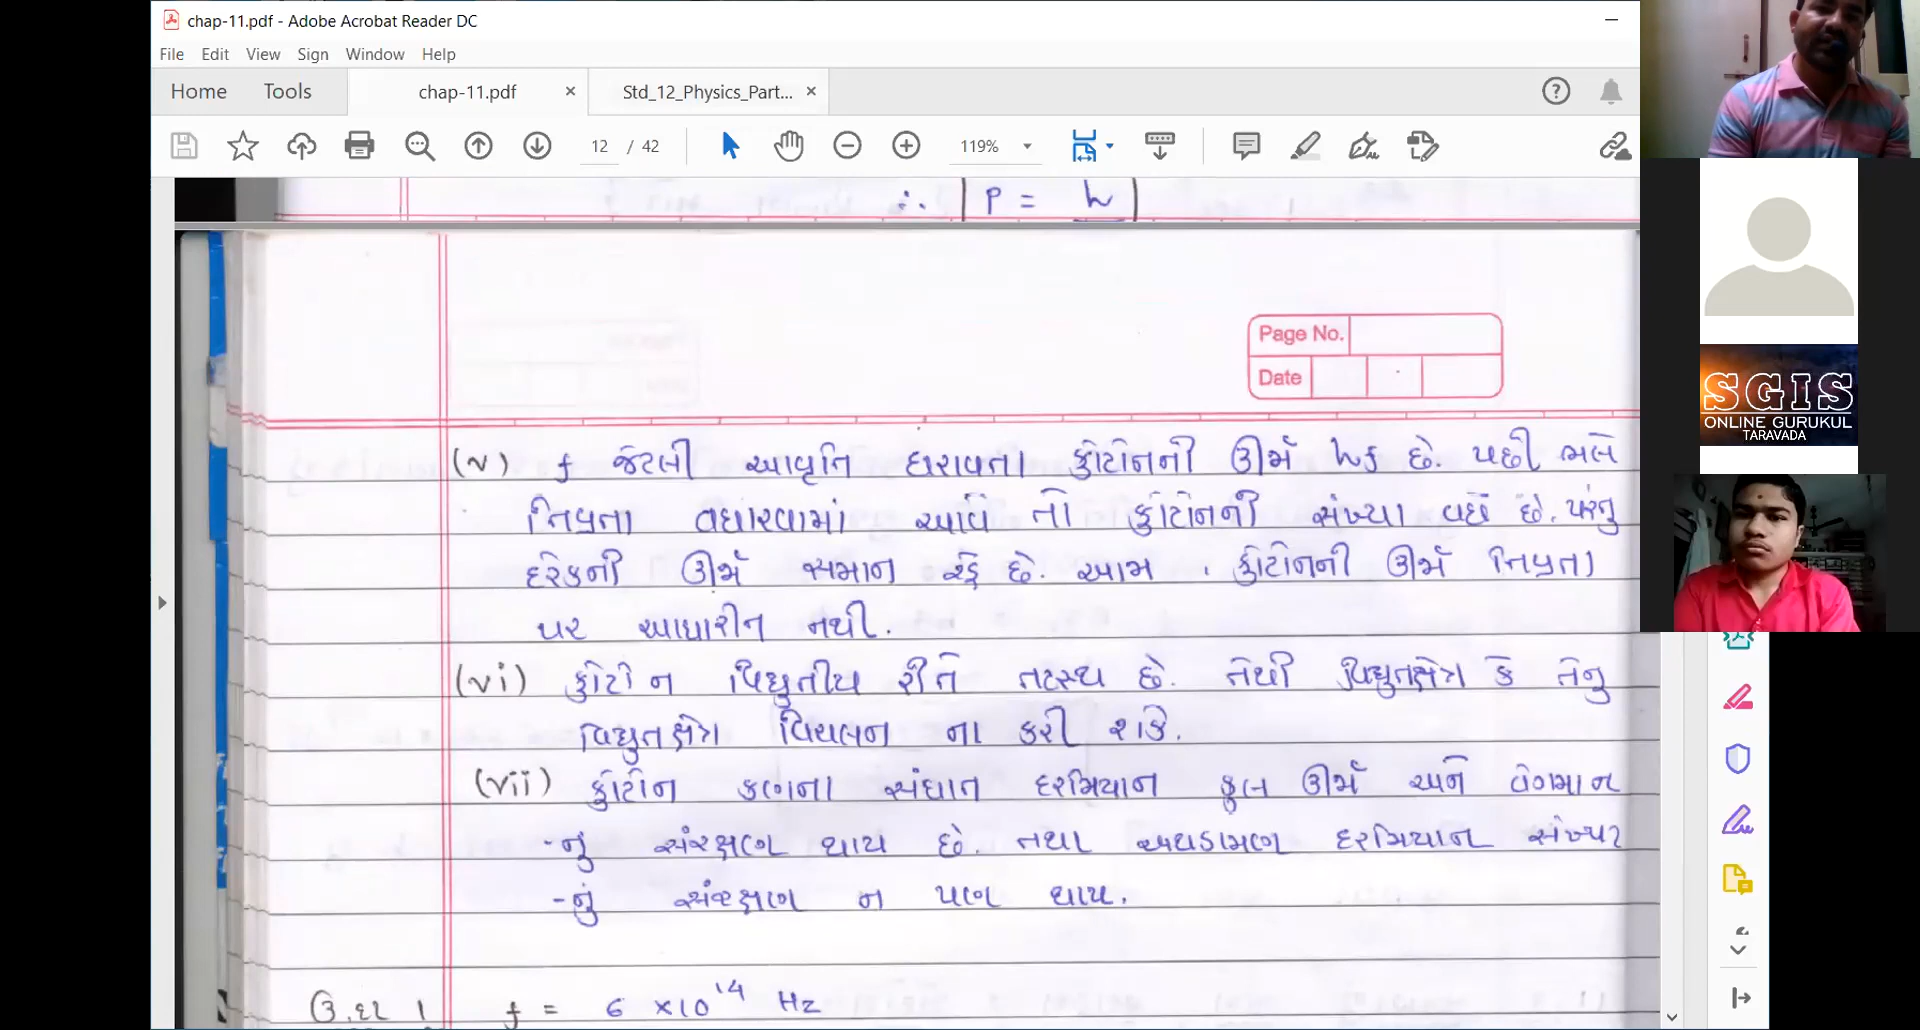 chap-11.pdf - Adobe Acrobat Reader DC
File Edit View Sign Window Help
Home Tools chap-11.pdf × Std_12_Physics_Part... ×
12 / 42 119%
∴ P = h
Page No.
Date
(v) f જેટલી આવૃતિ ધરાવતા ફોટોનની ઊર્જા hf છે. પછી ભલે
તિવ્રતા વધારવામાં આવે તો ફોટોનની સંખ્યા વધે છે. પરંતુ
દરેકની ઊર્જા સમાન રહે છે. આમ, ફોટોનની ઊર્જા તિવ્રતા
પર આધારીત નથી.
(vi) ફોટોન વિદ્યુતીય રીતે તટસ્થ છે. તેથી વિદ્યુતક્ષેત્ર કે તેનુ
વિદ્યુતક્ષેત્ર વિચલન ના કરી શકે.
(vii) ફોટોન કણના સંઘાત દરમિયાન કુલ ઊર્જા અને વેગમાન
-નું સંરક્ષણ થાય છે. તથા અથડામણ દરમિયાન
-નું સંરક્ષણ ન પણ થાય.
ઉ.દા 1 f = 6 ×10¹⁴ Hz
SGIS
ONLINE GURUKUL
TARAVADA